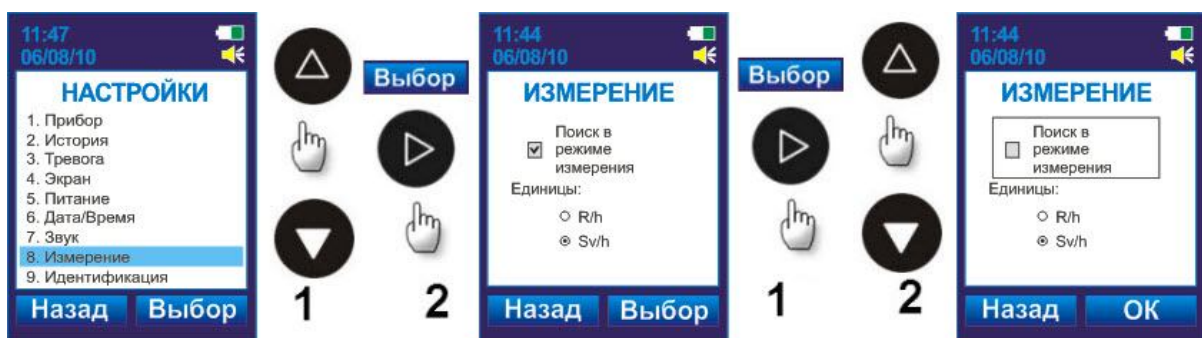 11:47
06/08/10
НАСТРОЙКИ
1. Прибор
2. История
3. Тревога
4. Экран
5. Питание
6. Дата/Время
7. Звук
8. Измерение
9. Идентификация
Назад Выбор
Выбор
1 2
11:44
06/08/10
ИЗМЕРЕНИЕ
Поиск в
режиме
измерения
Единицы:
R/h
Sv/h
Назад Выбор
Выбор
1 2
11:44
06/08/10
ИЗМЕРЕНИЕ
Поиск в
режиме
измерения
Единицы:
R/h
Sv/h
Назад ОК